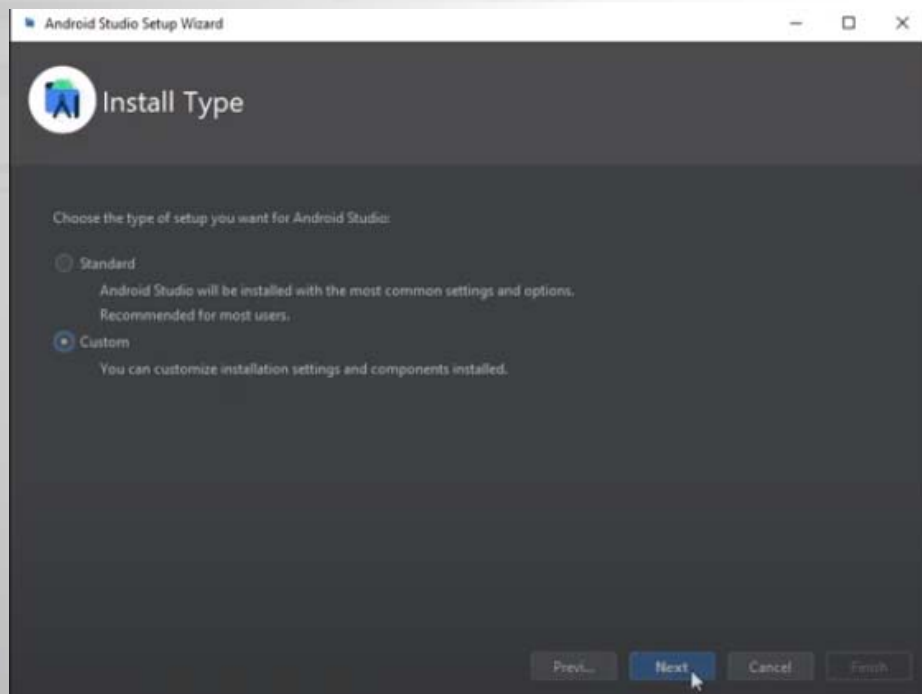 Android Studio Setup Wizard
Install Type
Choose the type of setup you want for Android Studio:
Standard
Android Studio will be installed with the most common settings and options.
Recommended for most users.
Custom
You can customize installation settings and components installed.
Previ...
Next
Cancel
Finish